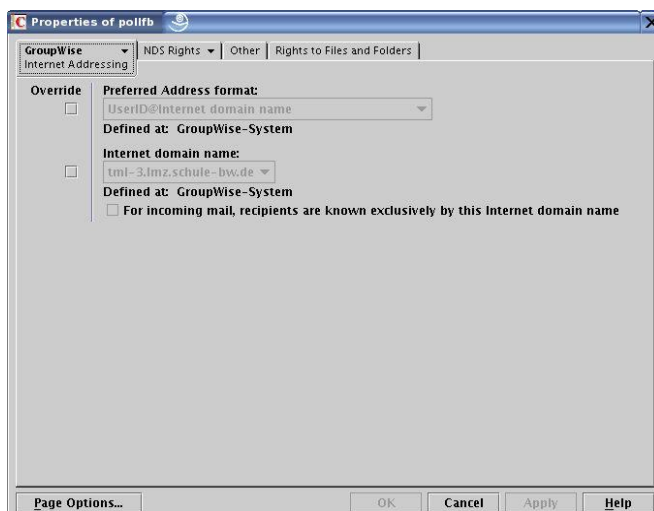 Properties of pollfb
GroupWise
NDS Rights
Other
Rights to Files and Folders
Internet Addressing
Override
Preferred Address format:
UserID@Internet domain name
Defined at: GroupWise-System
Internet domain name:
tml-3.lmz.schule-bw.de
Defined at: GroupWise-System
For incoming mail, recipients are known exclusively by this Internet domain name
Page Options...
OK
Cancel
Apply
Help